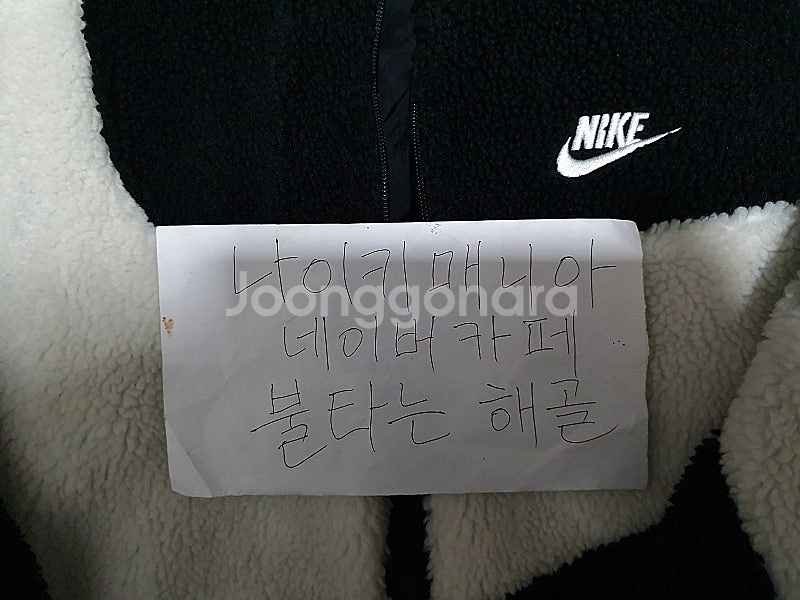 NIKE
나이키매니아
Joonggonara
네이버카페
불타는 해골